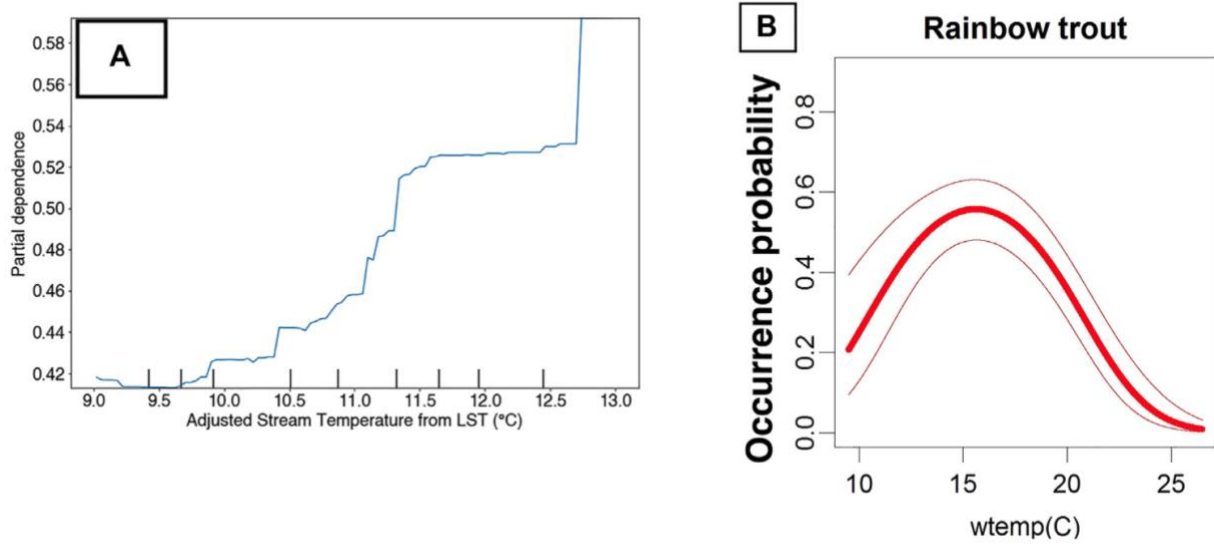 A
Partial dependence
0.58
0.56
0.54
0.52
0.50
0.48
0.46
0.44
0.42
9.0 9.5 10.0 10.5 11.0 11.5 12.0 12.5 13.0
Adjusted Stream Temperature from LST (°C)
B
Rainbow trout
Occurrence probability
0.8
0.6
0.4
0.2
0.0
10 15 20 25
wtemp(C)